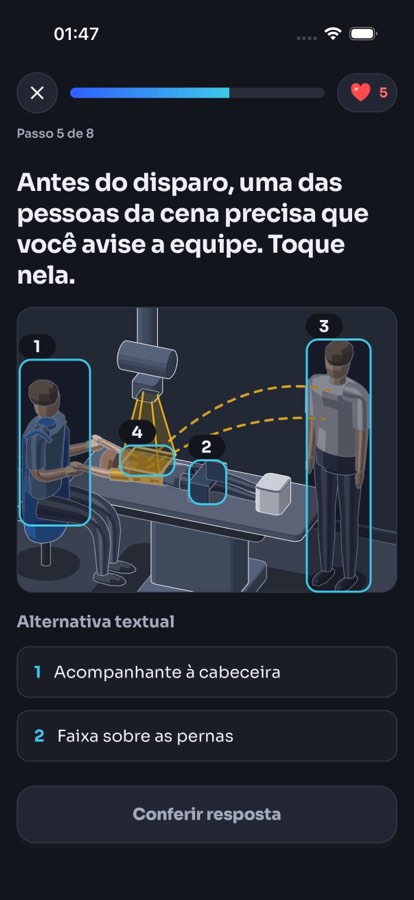 01:47
5
Passo 5 de 8
Antes do disparo, uma das
pessoas da cena precisa que
você avise a equipe. Toque
nela.
3
1
4
2
Alternativa textual
1 Acompanhante à cabeceira
2 Faixa sobre as pernas
Conferir resposta